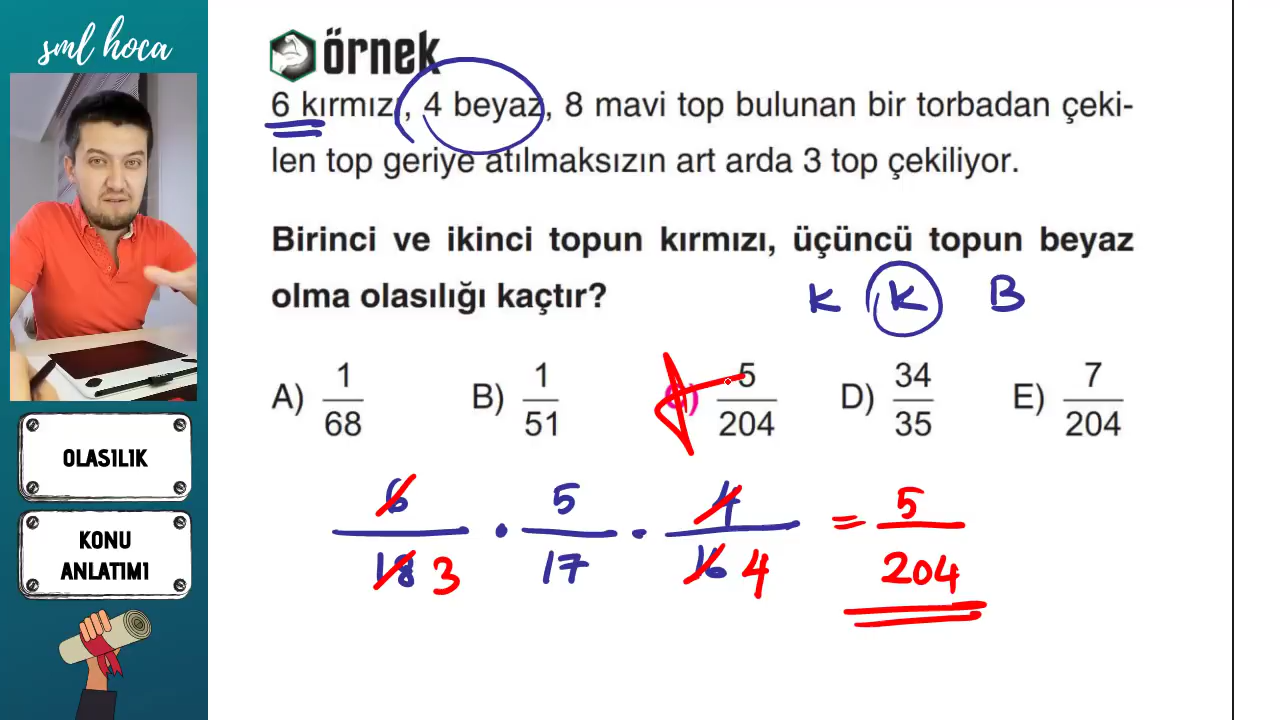 sml hoca
örnek
6 kırmızı, 4 beyaz, 8 mavi top bulunan bir torbadan çeki-
len top geriye atılmaksızın art arda 3 top çekiliyor.
Birinci ve ikinci topun kırmızı, üçüncü topun beyaz
olma olasılığı kaçtır?
K K B
A) 1/68 B) 1/51 C) 5/204 D) 34/35 E) 7/204
6/18 3 · 5/17 · 4/16 4 = 5/204
OLASILIK
KONU
ANLATIMI